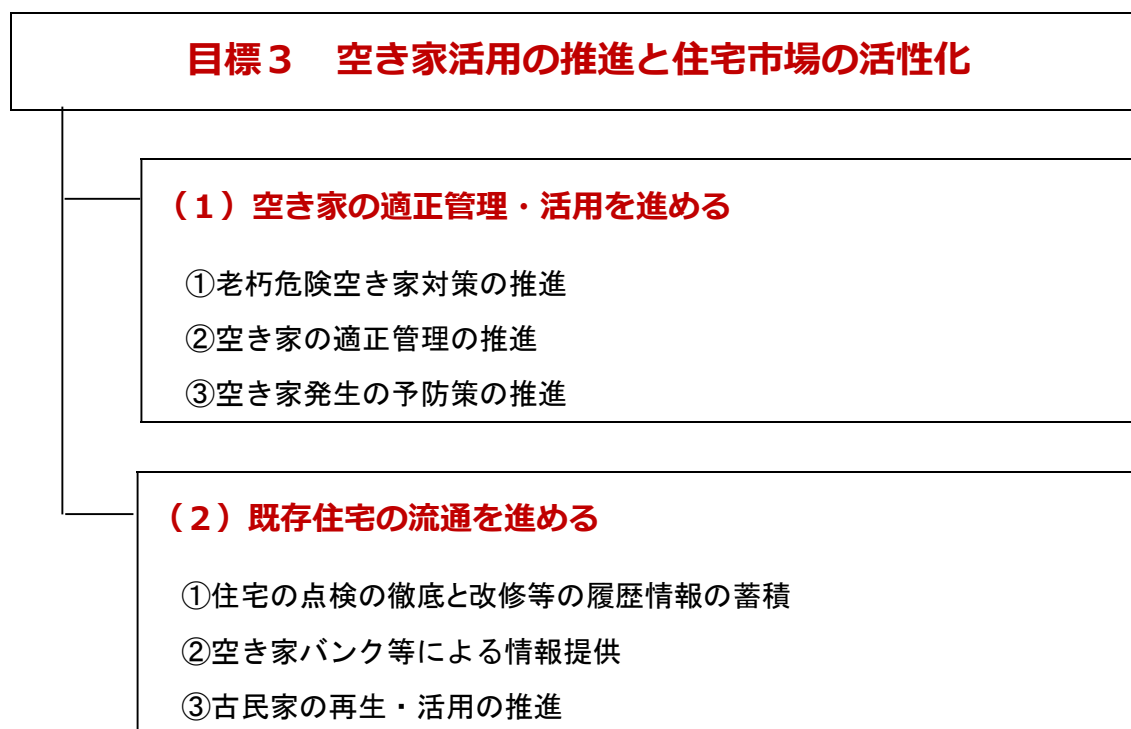 目標３　空き家活用の推進と住宅市場の活性化
（１）空き家の適正管理・活用を進める
①老朽危険空き家対策の推進
②空き家の適正管理の推進
③空き家発生の予防策の推進
（２）既存住宅の流通を進める
①住宅の点検の徹底と改修等の履歴情報の蓄積
②空き家バンク等による情報提供
③古民家の再生・活用の推進